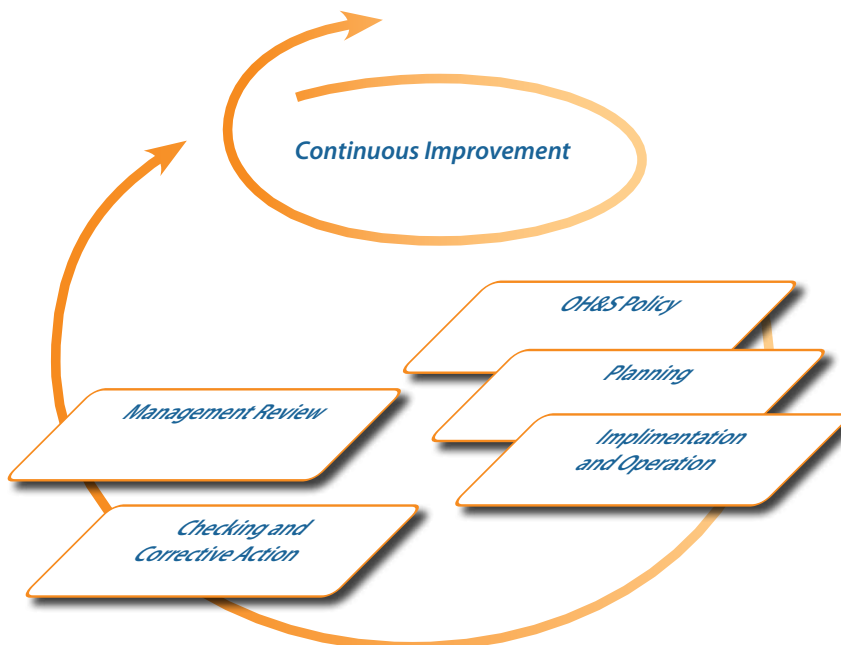 Continuous Improvement
OH&S Policy
Planning
Implimentation
and Operation
Management Review
Checking and
Corrective Action